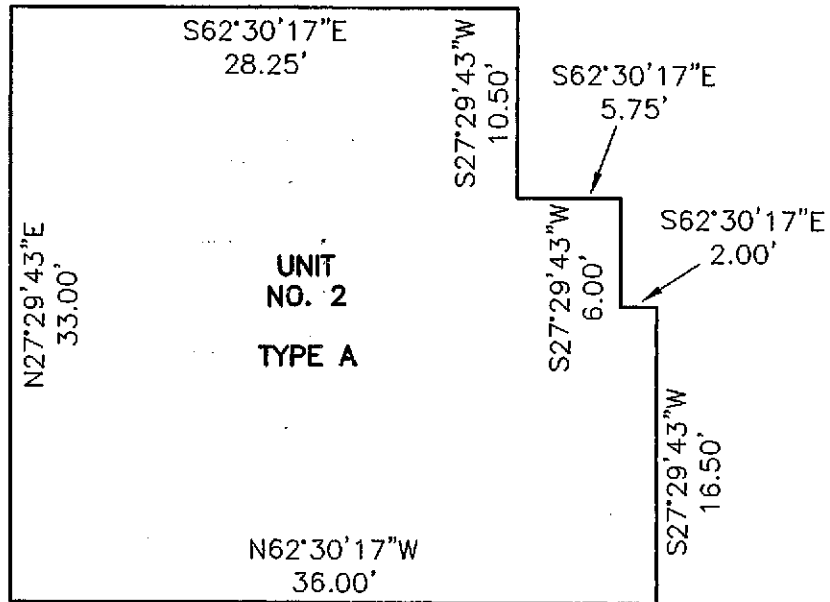 S62°30'17"E
28.25'
S27°29'43"W
10.50'
S62°30'17"E
5.75'
S62°30'17"E
2.00'
S27°29'43"W
6.00'
N27°29'43"E
33.00'
UNIT
NO. 2
TYPE A
S27°29'43"W
16.50'
N62°30'17"W
36.00'